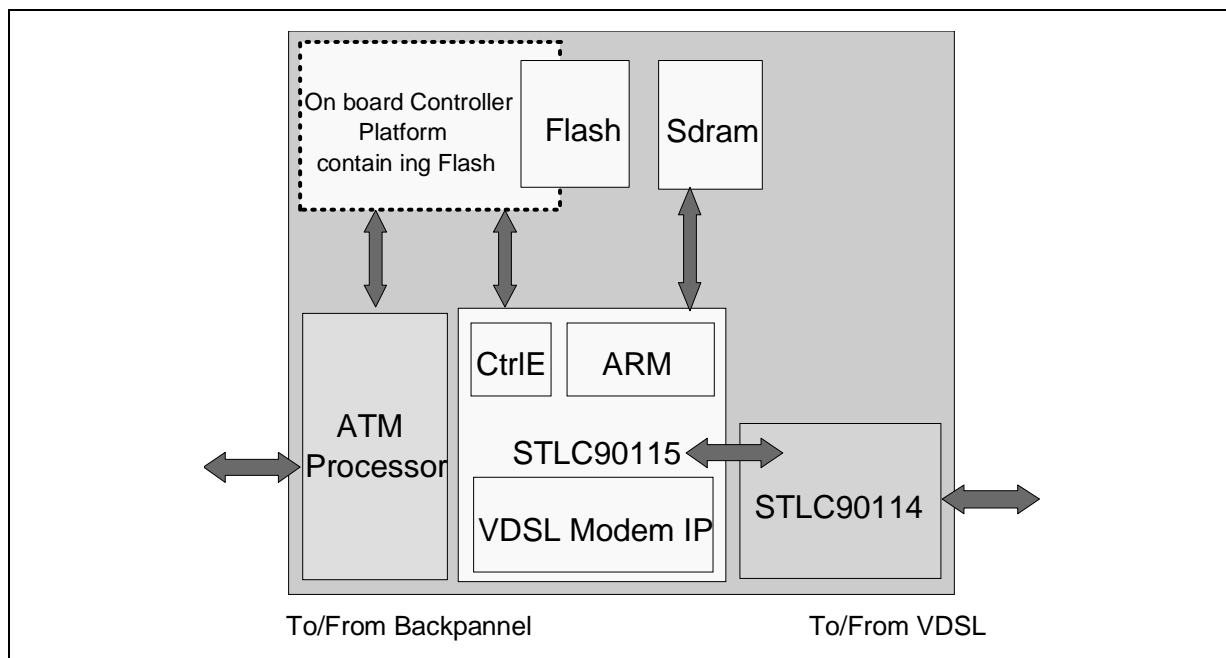 On board Controller
Platform
contain ing Flash
Flash
Sdram
CtrlE
ARM
ATM
Processor
STLC90115
VDSL Modem IP
STLC90114
To/From Backpannel
To/From VDSL